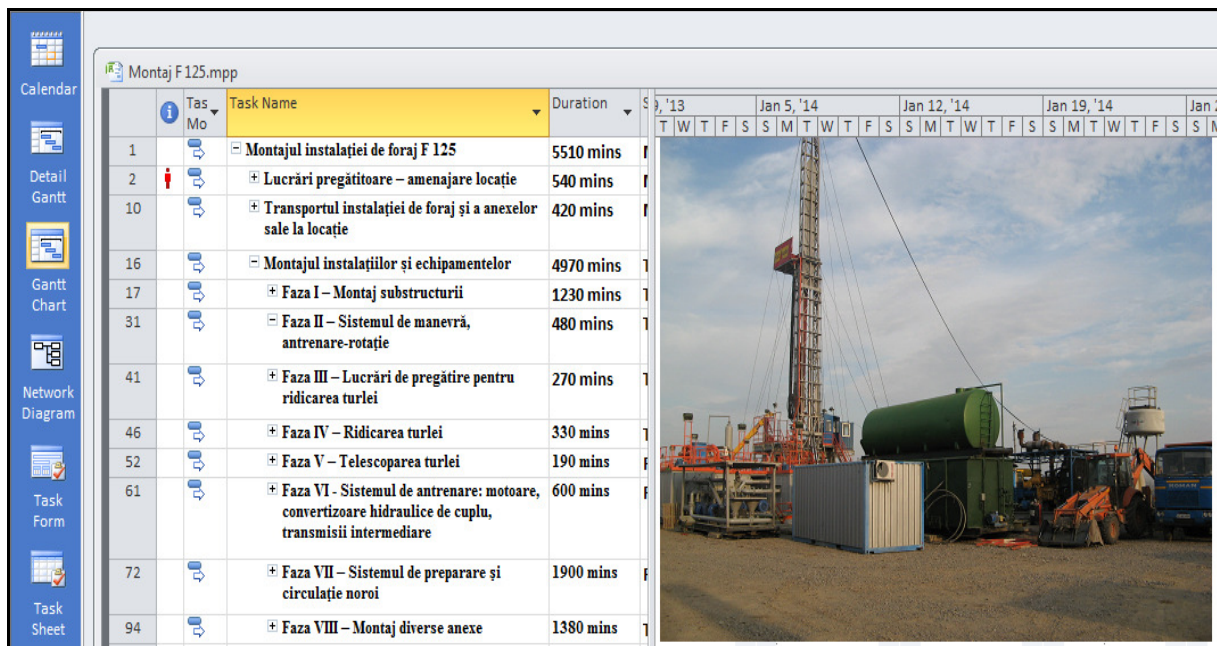 Calendar
Detail
Gantt
Gantt
Chart
Network
Diagram
Task
Form
Task
Sheet
Montaj F 125.mpp
Tas Task Name Duration S 9, '13 Jan 5, '14 Jan 12, '14 Jan 19, '14 Jan 2
Mo T W T F S S M T W T F S S M T W T F S S M T W T F S S M
1 Montajul instalației de foraj F 125 5510 mins
2 Lucrări pregătitoare – amenajare locație 540 mins
10 Transportul instalației de foraj și a anexelor 420 mins
sale la locație
16 Montajul instalațiilor și echipamentelor 4970 mins T
17 Faza I – Montaj substructurii 1230 mins T
31 Faza II – Sistemul de manevră, 480 mins T
antrenare-rotație
41 Faza III – Lucrări de pregătire pentru 270 mins T
ridicarea turlei
46 Faza IV – Ridicarea turlei 330 mins T
52 Faza V – Telescoparea turlei 190 mins F
61 Faza VI - Sistemul de antrenare: motoare, 600 mins F
convertizoare hidraulice de cuplu,
transmisii intermediare
72 Faza VII – Sistemul de preparare și 1900 mins F
circulație noroi
94 Faza VIII – Montaj diverse anexe 1380 mins T
ROMAN